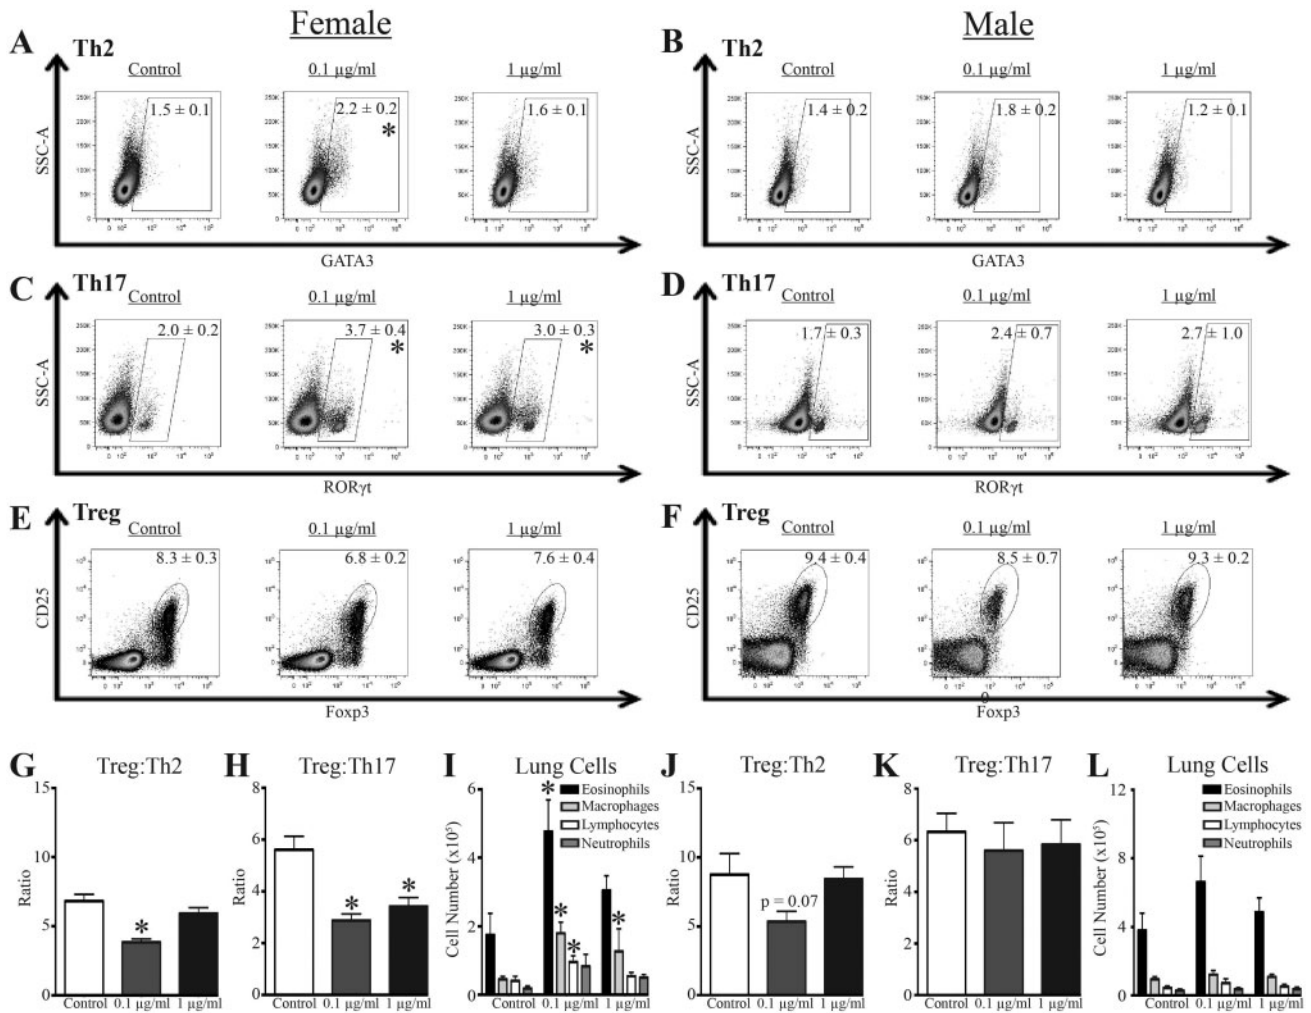 Female
Male
A Th2
Control 0.1 µg/ml 1 µg/ml
1.5 ± 0.1 2.2 ± 0.2 1.6 ± 0.1
*
SSC-A
250K
200K
150K
100K
50K
0
GATA3
B Th2
Control 0.1 µg/ml 1 µg/ml
1.4 ± 0.2 1.8 ± 0.2 1.2 ± 0.1
SSC-A
GATA3
C Th17
Control 0.1 µg/ml 1 µg/ml
2.0 ± 0.2 3.7 ± 0.4 3.0 ± 0.3
* *
SSC-A
RORγt
D Th17
Control 0.1 µg/ml 1 µg/ml
1.7 ± 0.3 2.4 ± 0.7 2.7 ± 1.0
SSC-A
RORγt
E Treg
Control 0.1 µg/ml 1 µg/ml
8.3 ± 0.3 6.8 ± 0.2 7.6 ± 0.4
CD25
Foxp3
F Treg
Control 0.1 µg/ml 1 µg/ml
9.4 ± 0.4 8.5 ± 0.7 9.3 ± 0.2
CD25
0
Foxp3
G Treg:Th2
Ratio
15
10
5
0
*
Control 0.1 µg/ml 1 µg/ml
H Treg:Th17
Ratio
8
6
4
2
0
* *
Control 0.1 µg/ml 1 µg/ml
I Lung Cells
Eosinophils
Macrophages
Lymphocytes
Neutrophils
Cell Number (x10⁵)
6
4
2
0
* * * *
Control 0.1 µg/ml 1 µg/ml
J Treg:Th2
Ratio
15
10
5
0
p = 0.07
Control 0.1 µg/ml 1 µg/ml
K Treg:Th17
Ratio
8
6
4
2
0
Control 0.1 µg/ml 1 µg/ml
L Lung Cells
Eosinophils
Macrophages
Lymphocytes
Neutrophils
Cell Number (x10⁵)
12
8
4
0
Control 0.1 µg/ml 1 µg/ml